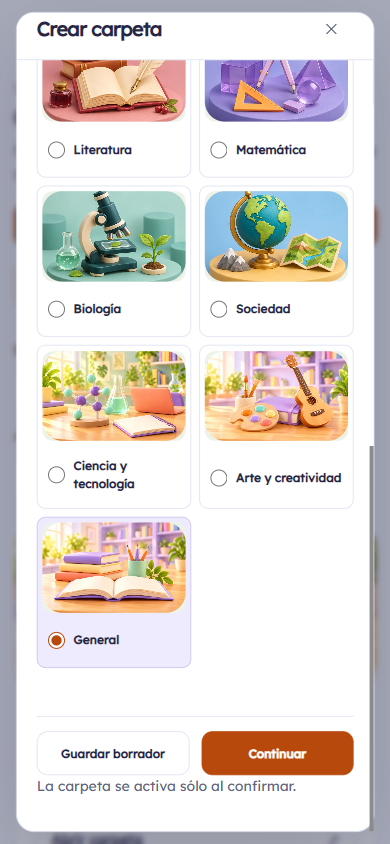 Crear carpeta
Literatura
Matemática
Biología
Sociedad
Ciencia y
tecnología
Arte y creatividad
General
Guardar borrador
Continuar
La carpeta se activa sólo al confirmar.